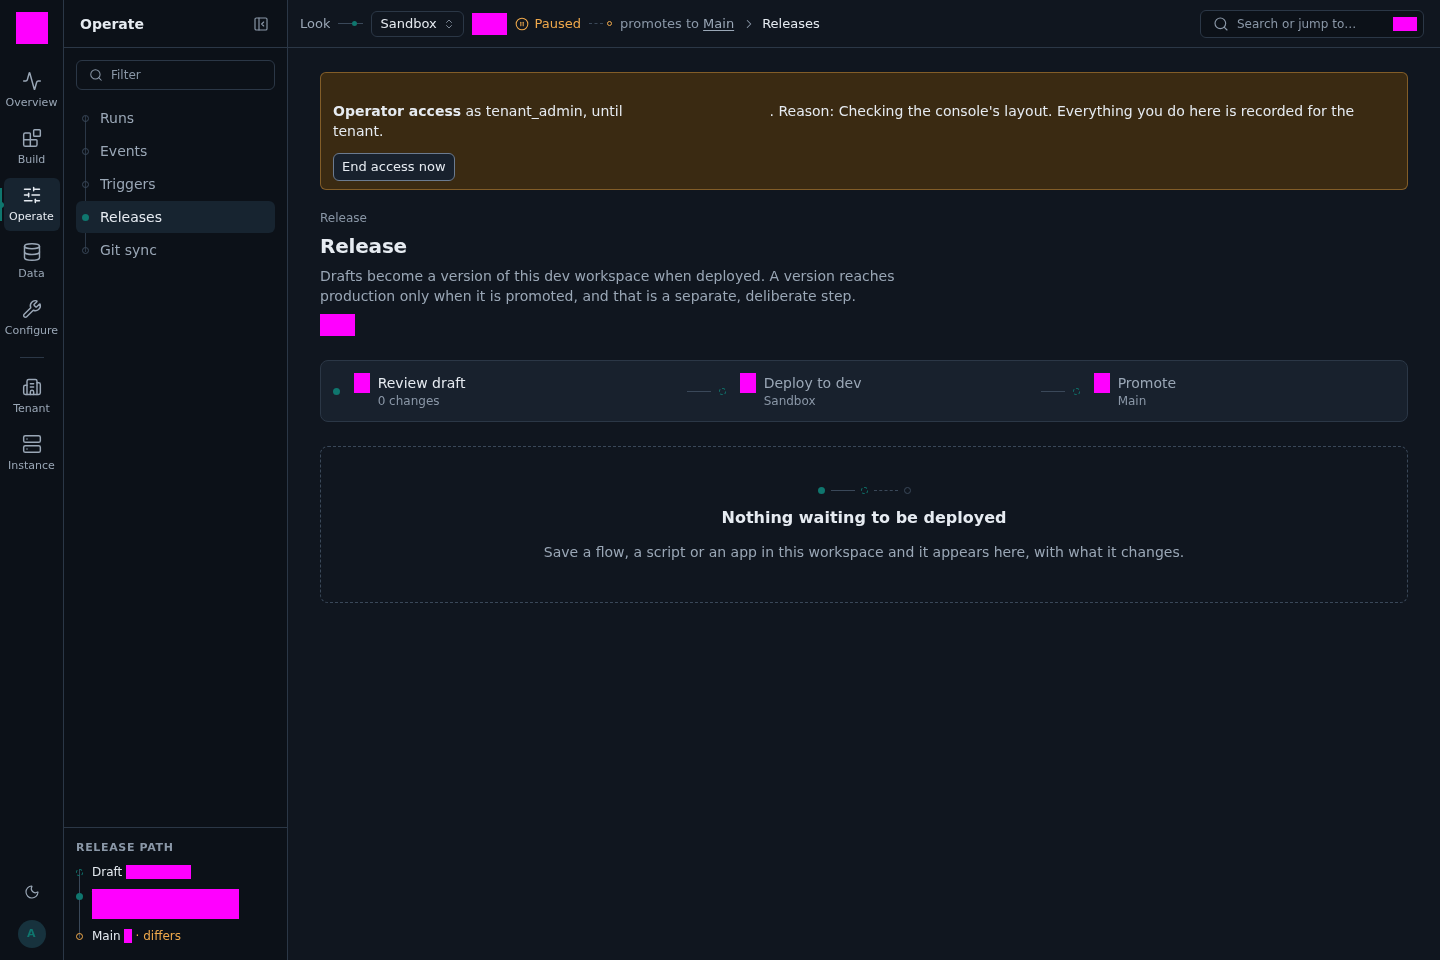 Operate
Look
Sandbox
Paused
promotes to Main
Releases
Search or jump to...
Overview
Build
Operate
Data
Configure
Tenant
Instance
A
Filter
Runs
Events
Triggers
Releases
Git sync
RELEASE PATH
Draft
Main · differs
Operator access as tenant_admin, until . Reason: Checking the console's layout. Everything you do here is recorded for the
tenant.
End access now
Release
Release
Drafts become a version of this dev workspace when deployed. A version reaches
production only when it is promoted, and that is a separate, deliberate step.
Review draft
0 changes
Deploy to dev
Sandbox
Promote
Main
Nothing waiting to be deployed
Save a flow, a script or an app in this workspace and it appears here, with what it changes.